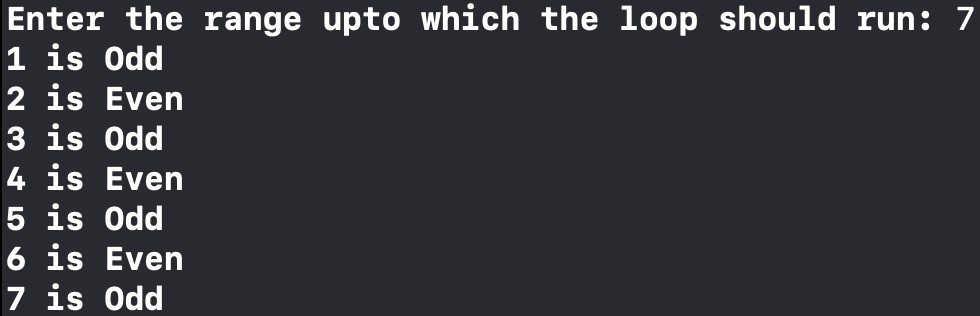 Enter the range upto which the loop should run: 7
1 is Odd
2 is Even
3 is Odd
4 is Even
5 is Odd
6 is Even
7 is Odd